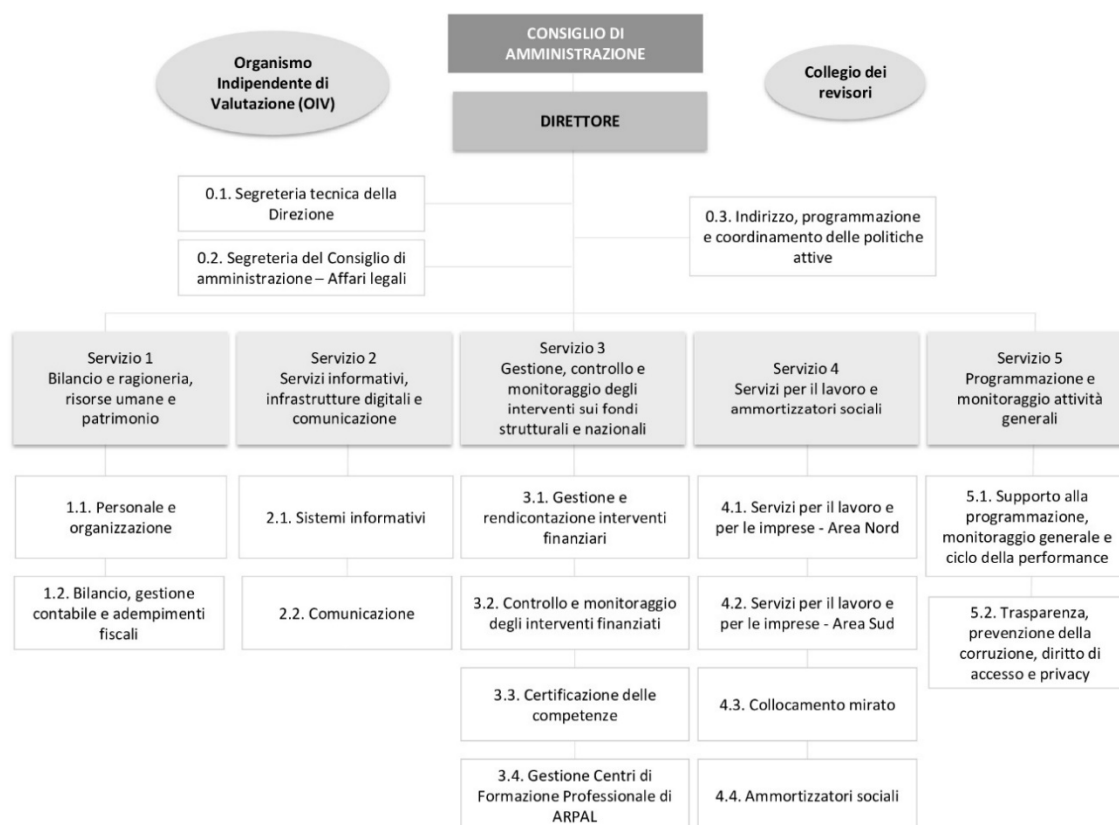 CONSIGLIO DI
AMMINISTRAZIONE
Organismo
Indipendente di
Valutazione (OIV)
Collegio dei
revisori
DIRETTORE
0.1. Segreteria tecnica della
Direzione
0.2. Segreteria del Consiglio di
amministrazione – Affari legali
0.3. Indirizzo, programmazione
e coordinamento delle politiche
attive
Servizio 1
Bilancio e ragioneria,
risorse umane e
patrimonio
Servizio 2
Servizi informativi,
infrastrutture digitali e
comunicazione
Servizio 3
Gestione, controllo e
monitoraggio degli
interventi sui fondi
strutturali e nazionali
Servizio 4
Servizi per il lavoro e
ammortizzatori sociali
Servizio 5
Programmazione e
monitoraggio attività
generali
1.1. Personale e
organizzazione
1.2. Bilancio, gestione
contabile e adempimenti
fiscali
2.1. Sistemi informativi
2.2. Comunicazione
3.1. Gestione e
rendicontazione interventi
finanziari
3.2. Controllo e monitoraggio
degli interventi finanziati
3.3. Certificazione delle
competenze
3.4. Gestione Centri di
Formazione Professionale di
ARPAL
4.1. Servizi per il lavoro e
per le imprese - Area Nord
4.2. Servizi per il lavoro e
per le imprese - Area Sud
4.3. Collocamento mirato
4.4. Ammortizzatori sociali
5.1. Supporto alla
programmazione,
monitoraggio generale e
ciclo della performance
5.2. Trasparenza,
prevenzione della
corruzione, diritto di
accesso e privacy